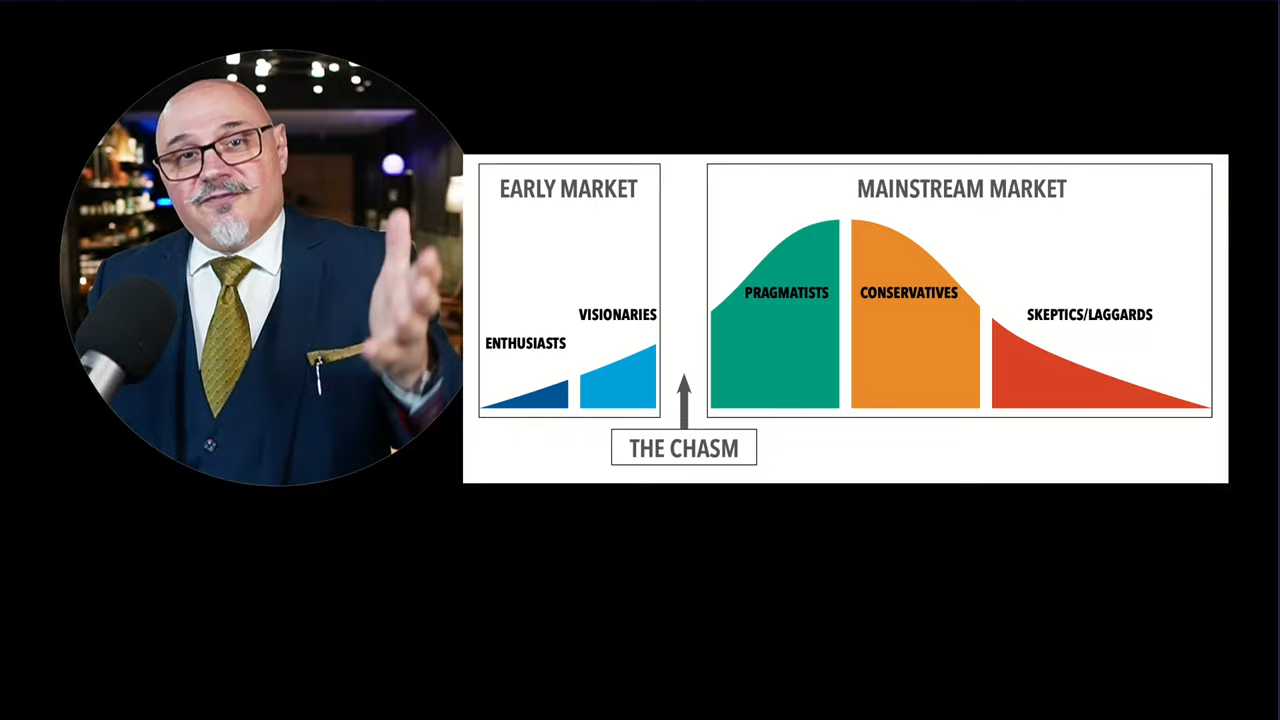 EARLY MARKET
MAINSTREAM MARKET
ENTHUSIASTS
VISIONARIES
PRAGMATISTS
CONSERVATIVES
SKEPTICS/LAGGARDS
THE CHASM